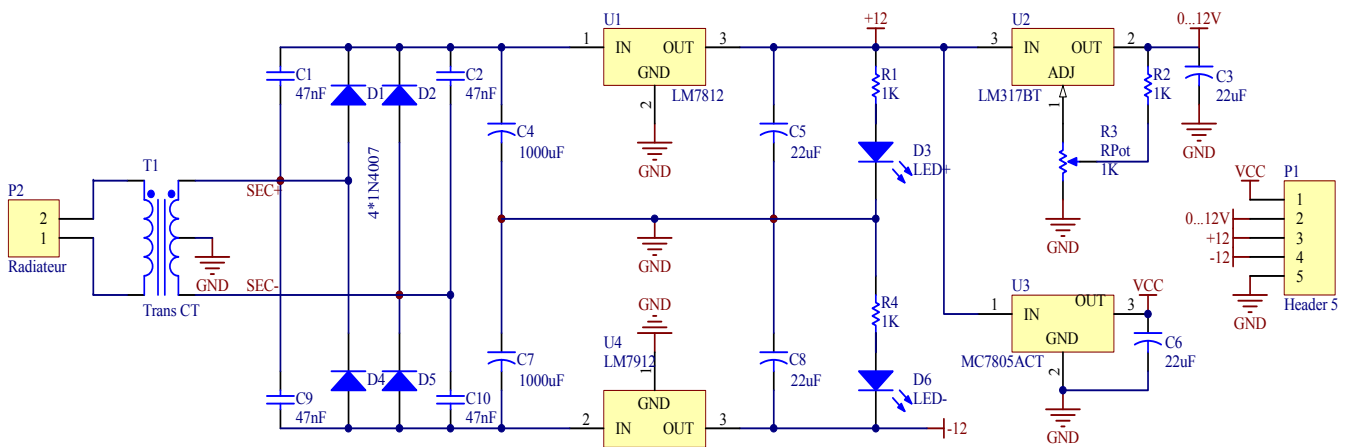 U1
+12
U2
0...12V
1
IN
OUT
3
3
IN
OUT
2
GND
ADJ
C1
47nF
D1
D2
C2
47nF
2
LM7812
R1
1K
1
LM317BT
R2
1K
C3
22uF
4*1N4007
C4
1000uF
GND
C5
22uF
D3
LED+
R3
RPot
1K
GND
T1
P2
2
1
Radiateur
SEC+
GND
SEC-
Trans CT
GND
GND
VCC
P1
1
0...12V
2
+12
3
-12
4
5
GND
Header 5
GND
R4
1K
U3
VCC
1
IN
OUT
3
GND
MC7805ACT
2
C6
22uF
GND
U4
LM7912
1
C7
1000uF
C8
22uF
D4
D5
D6
LED-
C9
47nF
C10
47nF
GND
2
IN
OUT
3
-12